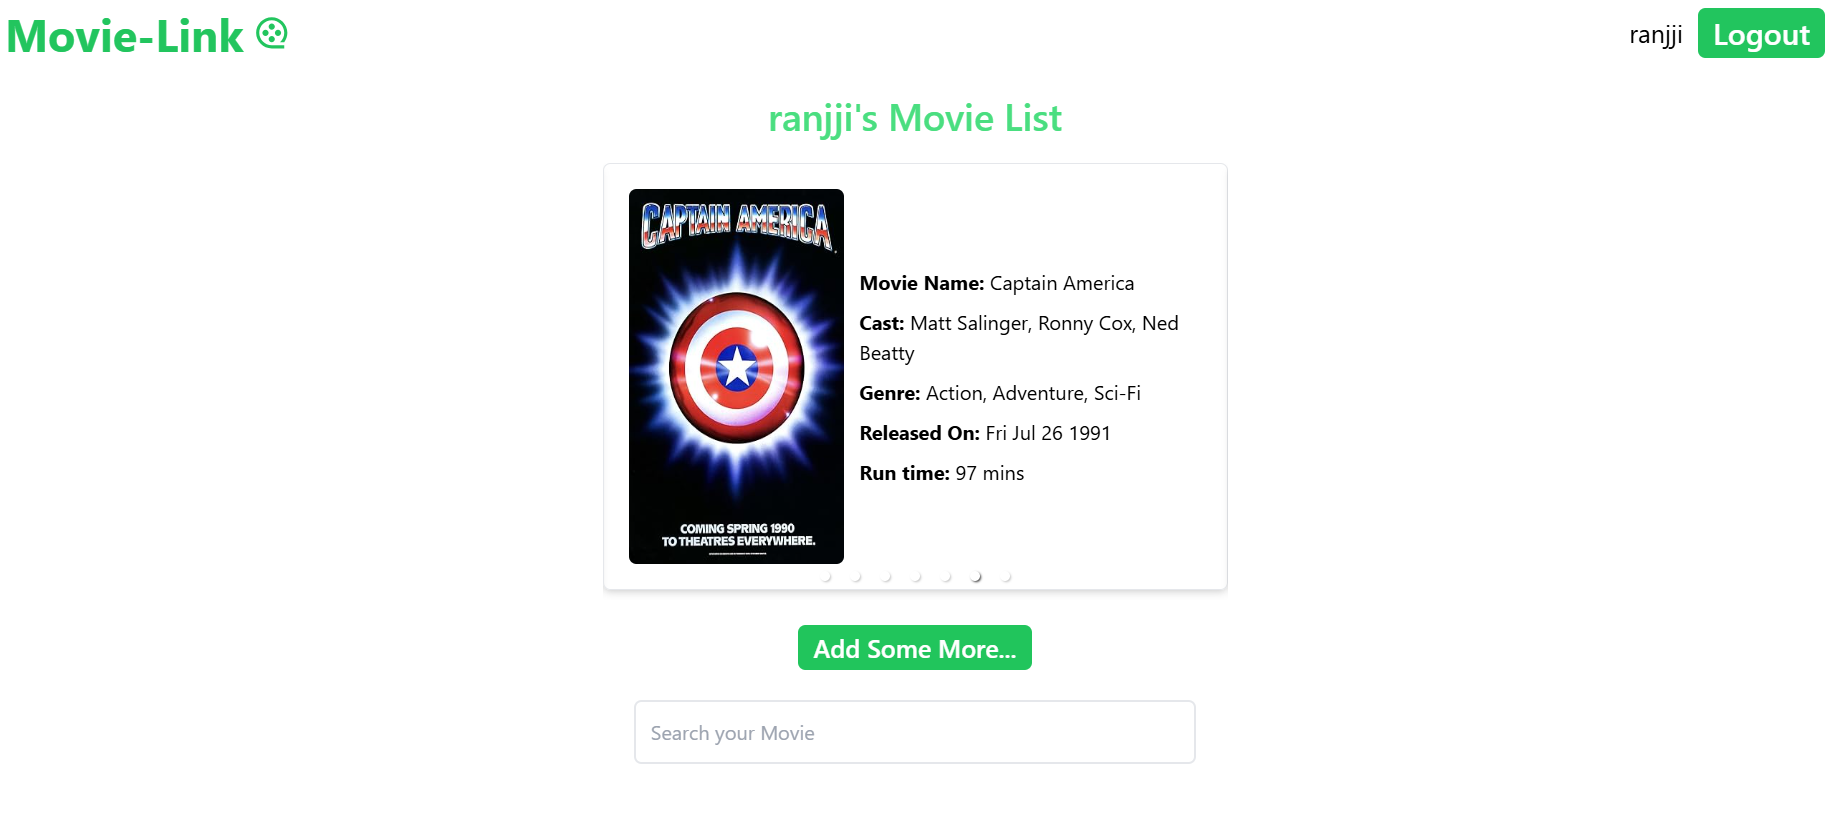 Movie-Link
ranjji
Logout
ranjji's Movie List
CAPTAIN AMERICA
COMING SPRING 1990
TO THEATRES EVERYWHERE.
Movie Name: Captain America
Cast: Matt Salinger, Ronny Cox, Ned
Beatty
Genre: Action, Adventure, Sci-Fi
Released On: Fri Jul 26 1991
Run time: 97 mins
Add Some More...
Search your Movie